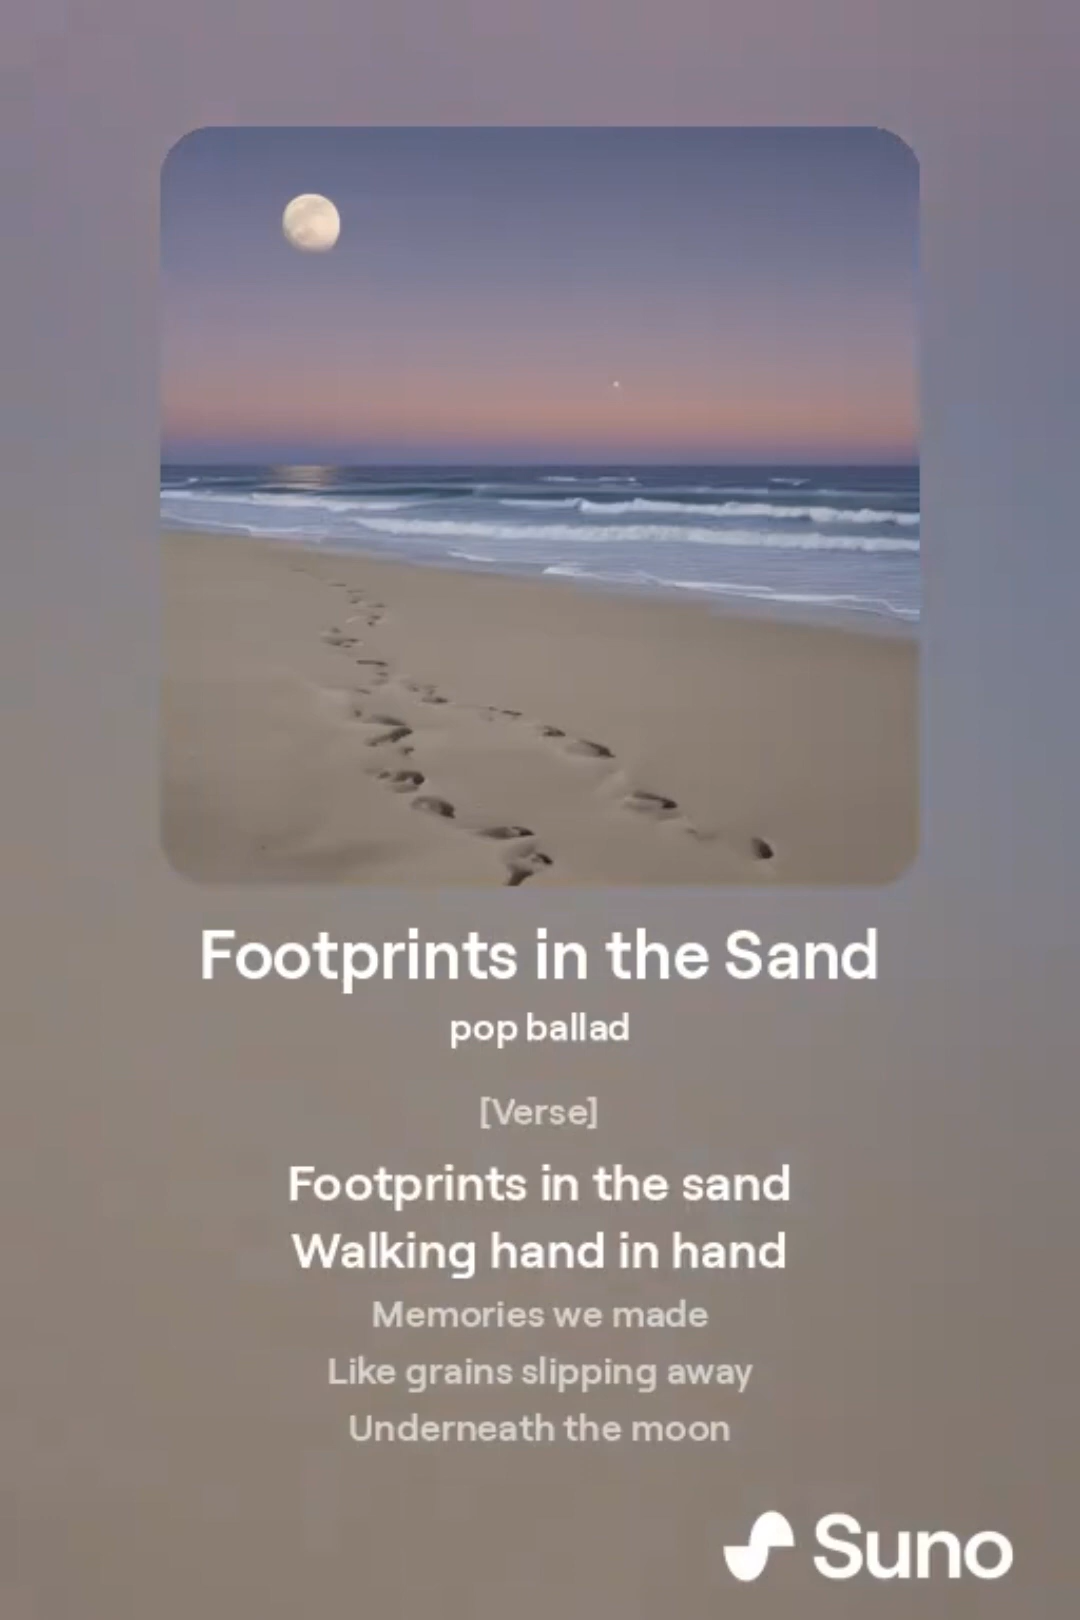 Footprints in the Sand
pop ballad
[Verse]
Footprints in the sand
Walking hand in hand
Memories we made
Like grains slipping away
Underneath the moon
Suno